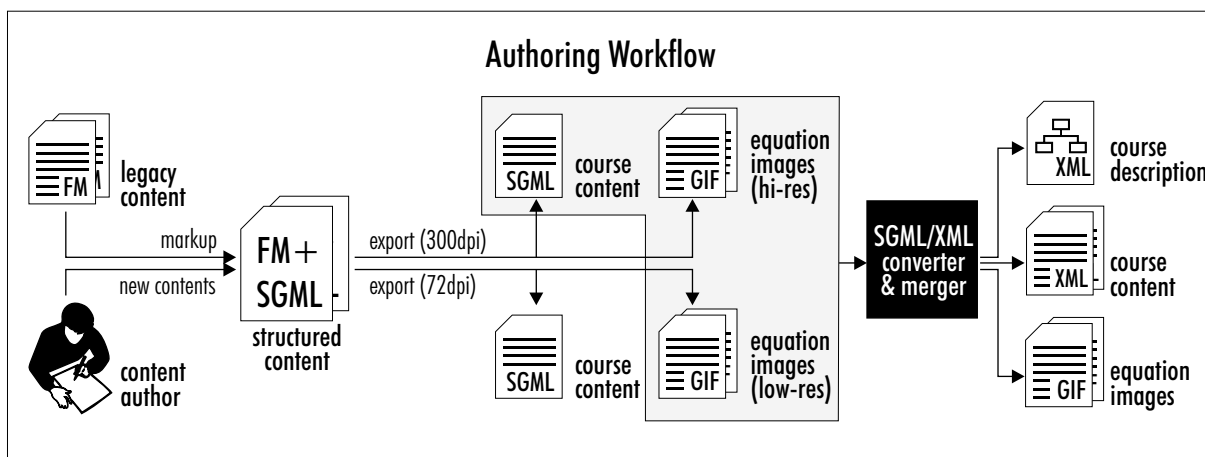 Authoring Workflow
FM
legacy
content
markup
new contents
content
author
FM+
SGML
structured
content
export (300dpi)
export (72dpi)
SGML
course
content
GIF
equation
images
(hi-res)
SGML
course
content
GIF
equation
images
(low-res)
SGML/XML
converter
& merger
XML
course
description
XML
course
content
GIF
equation
images